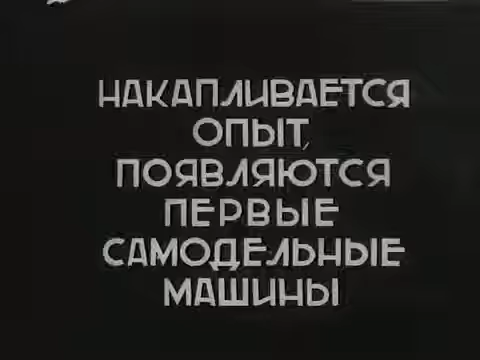 НАКАПЛИВАЕТСЯ
ОПЫТ,
ПОЯВЛЯЮТСЯ
ПЕРВЫЕ
САМОДЕЛЬНЫЕ
МАШИНЫ